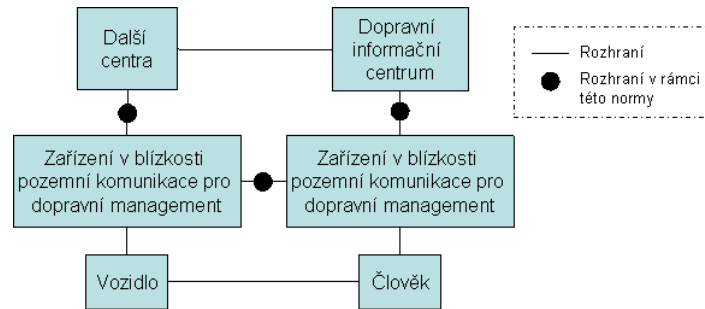 Další
centra
Dopravní
informační
centrum
Rozhraní
Rozhraní v rámci
této normy
Zařízení v blízkosti
pozemní komunikace pro
dopravní management
Zařízení v blízkosti
pozemní komunikace pro
dopravní management
Vozidlo
Člověk